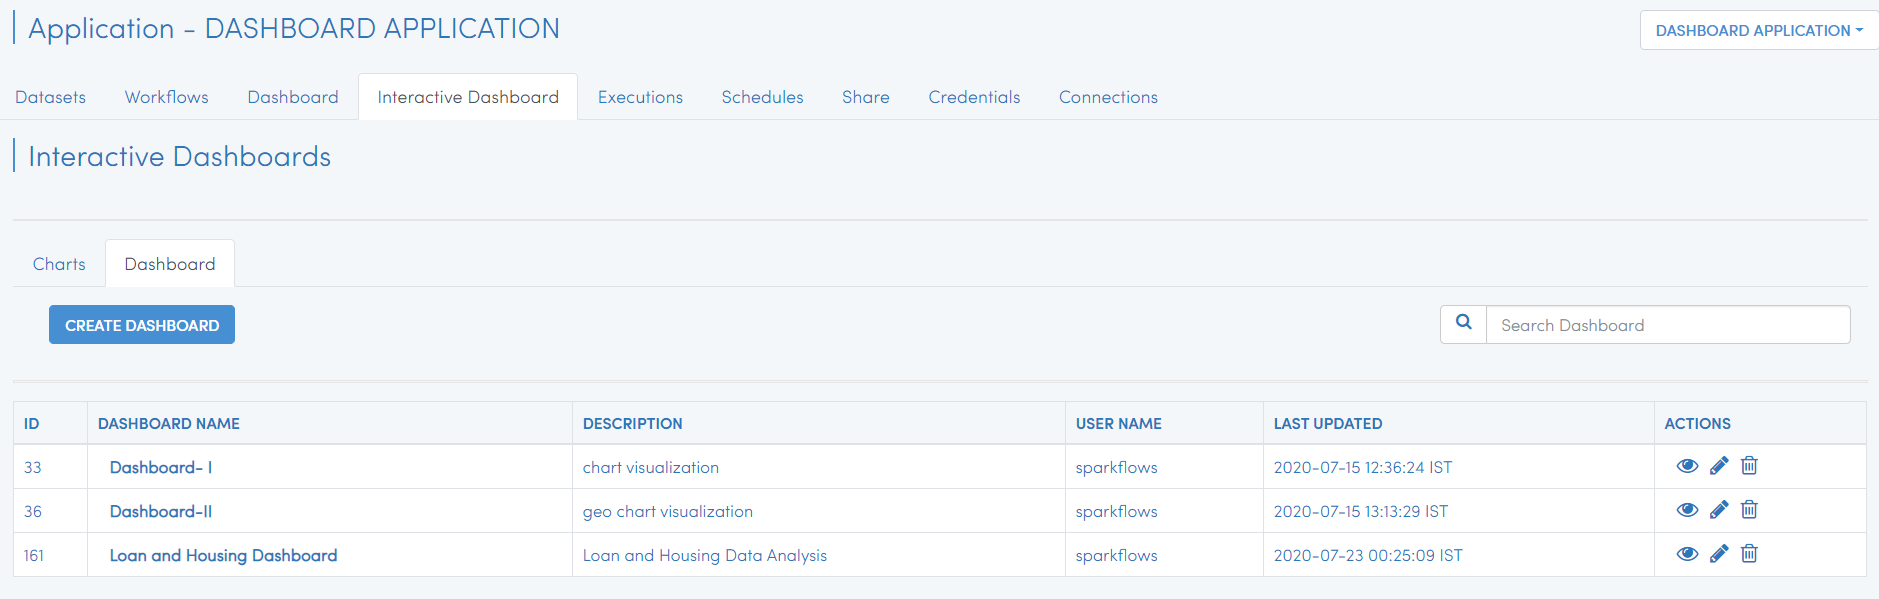 Application - DASHBOARD APPLICATION
DASHBOARD APPLICATION
Datasets Workflows Dashboard Interactive Dashboard Executions Schedules Share Credentials Connections
Interactive Dashboards
Charts Dashboard
CREATE DASHBOARD
Search Dashboard
ID DASHBOARD NAME DESCRIPTION USER NAME LAST UPDATED ACTIONS
33 Dashboard- I chart visualization sparkflows 2020-07-15 12:36:24 IST
36 Dashboard-II geo chart visualization sparkflows 2020-07-15 13:13:29 IST
161 Loan and Housing Dashboard Loan and Housing Data Analysis sparkflows 2020-07-23 00:25:09 IST